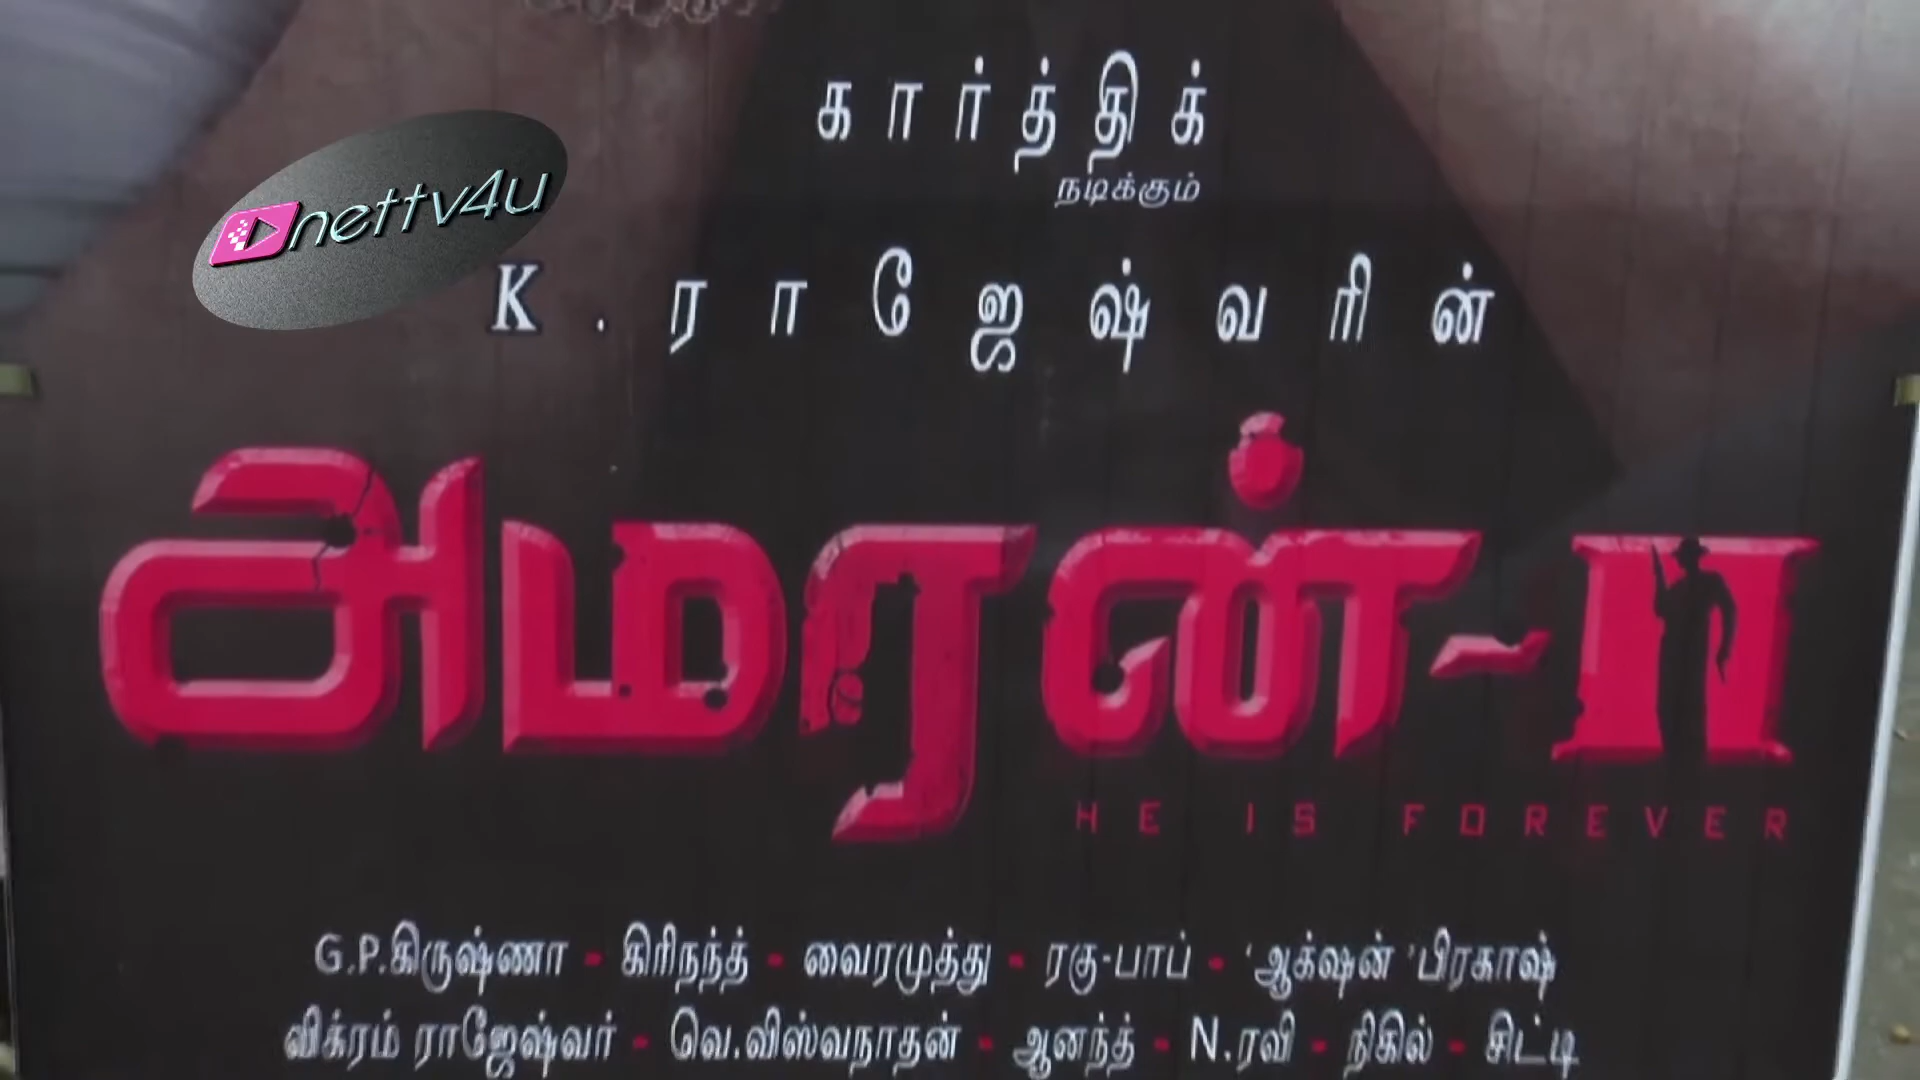 கார்த்திக்
நடிக்கும்
nettv4u
K. ராஜேஷ்வரின்
அமரன்-II
HE IS FOREVER
G.P.கிருஷ்ணா - கிரிநந்த் - வைரமுத்து - ரகு-பாப் - 'ஆக்‌ஷன் 'பிரகாஷ்
விக்ரம் ராஜேஷ்வர் - வெ.விஸ்வநாதன் - ஆனந்த் - N.ரவி - நிகில் - சிட்டி